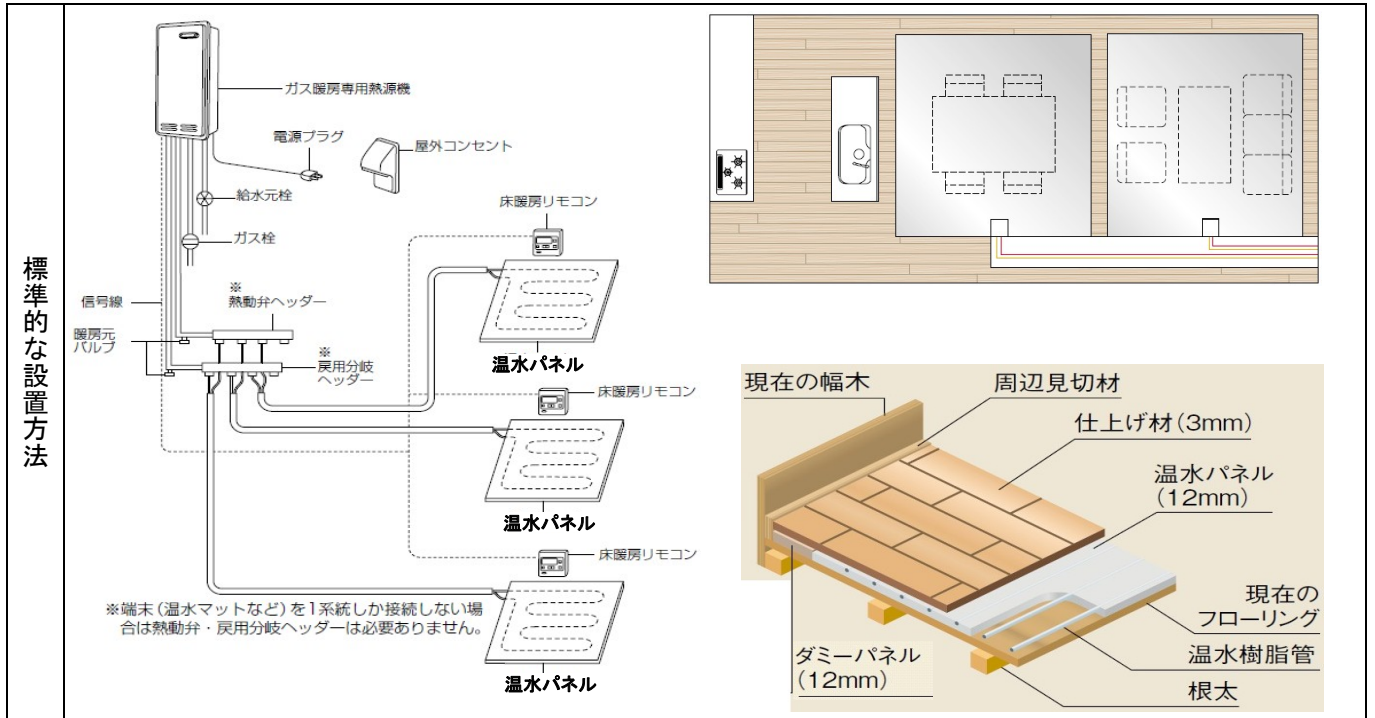 標準的な設置方法
ガス暖房専用熱源機
電源プラグ
屋外コンセント
給水元栓
ガス栓
信号線
暖房元
バルブ
※
熱動弁ヘッダー
※
戻用分岐
ヘッダー
床暖房リモコン
温水パネル
床暖房リモコン
温水パネル
床暖房リモコン
温水パネル
※端末(温水マットなど)を1系統しか接続しない場
合は熱動弁・戻用分岐ヘッダーは必要ありません。
現在の幅木
周辺見切材
仕上げ材(3mm)
温水パネル
(12mm)
現在の
フローリング
温水樹脂管
根太
ダミーパネル
(12mm)